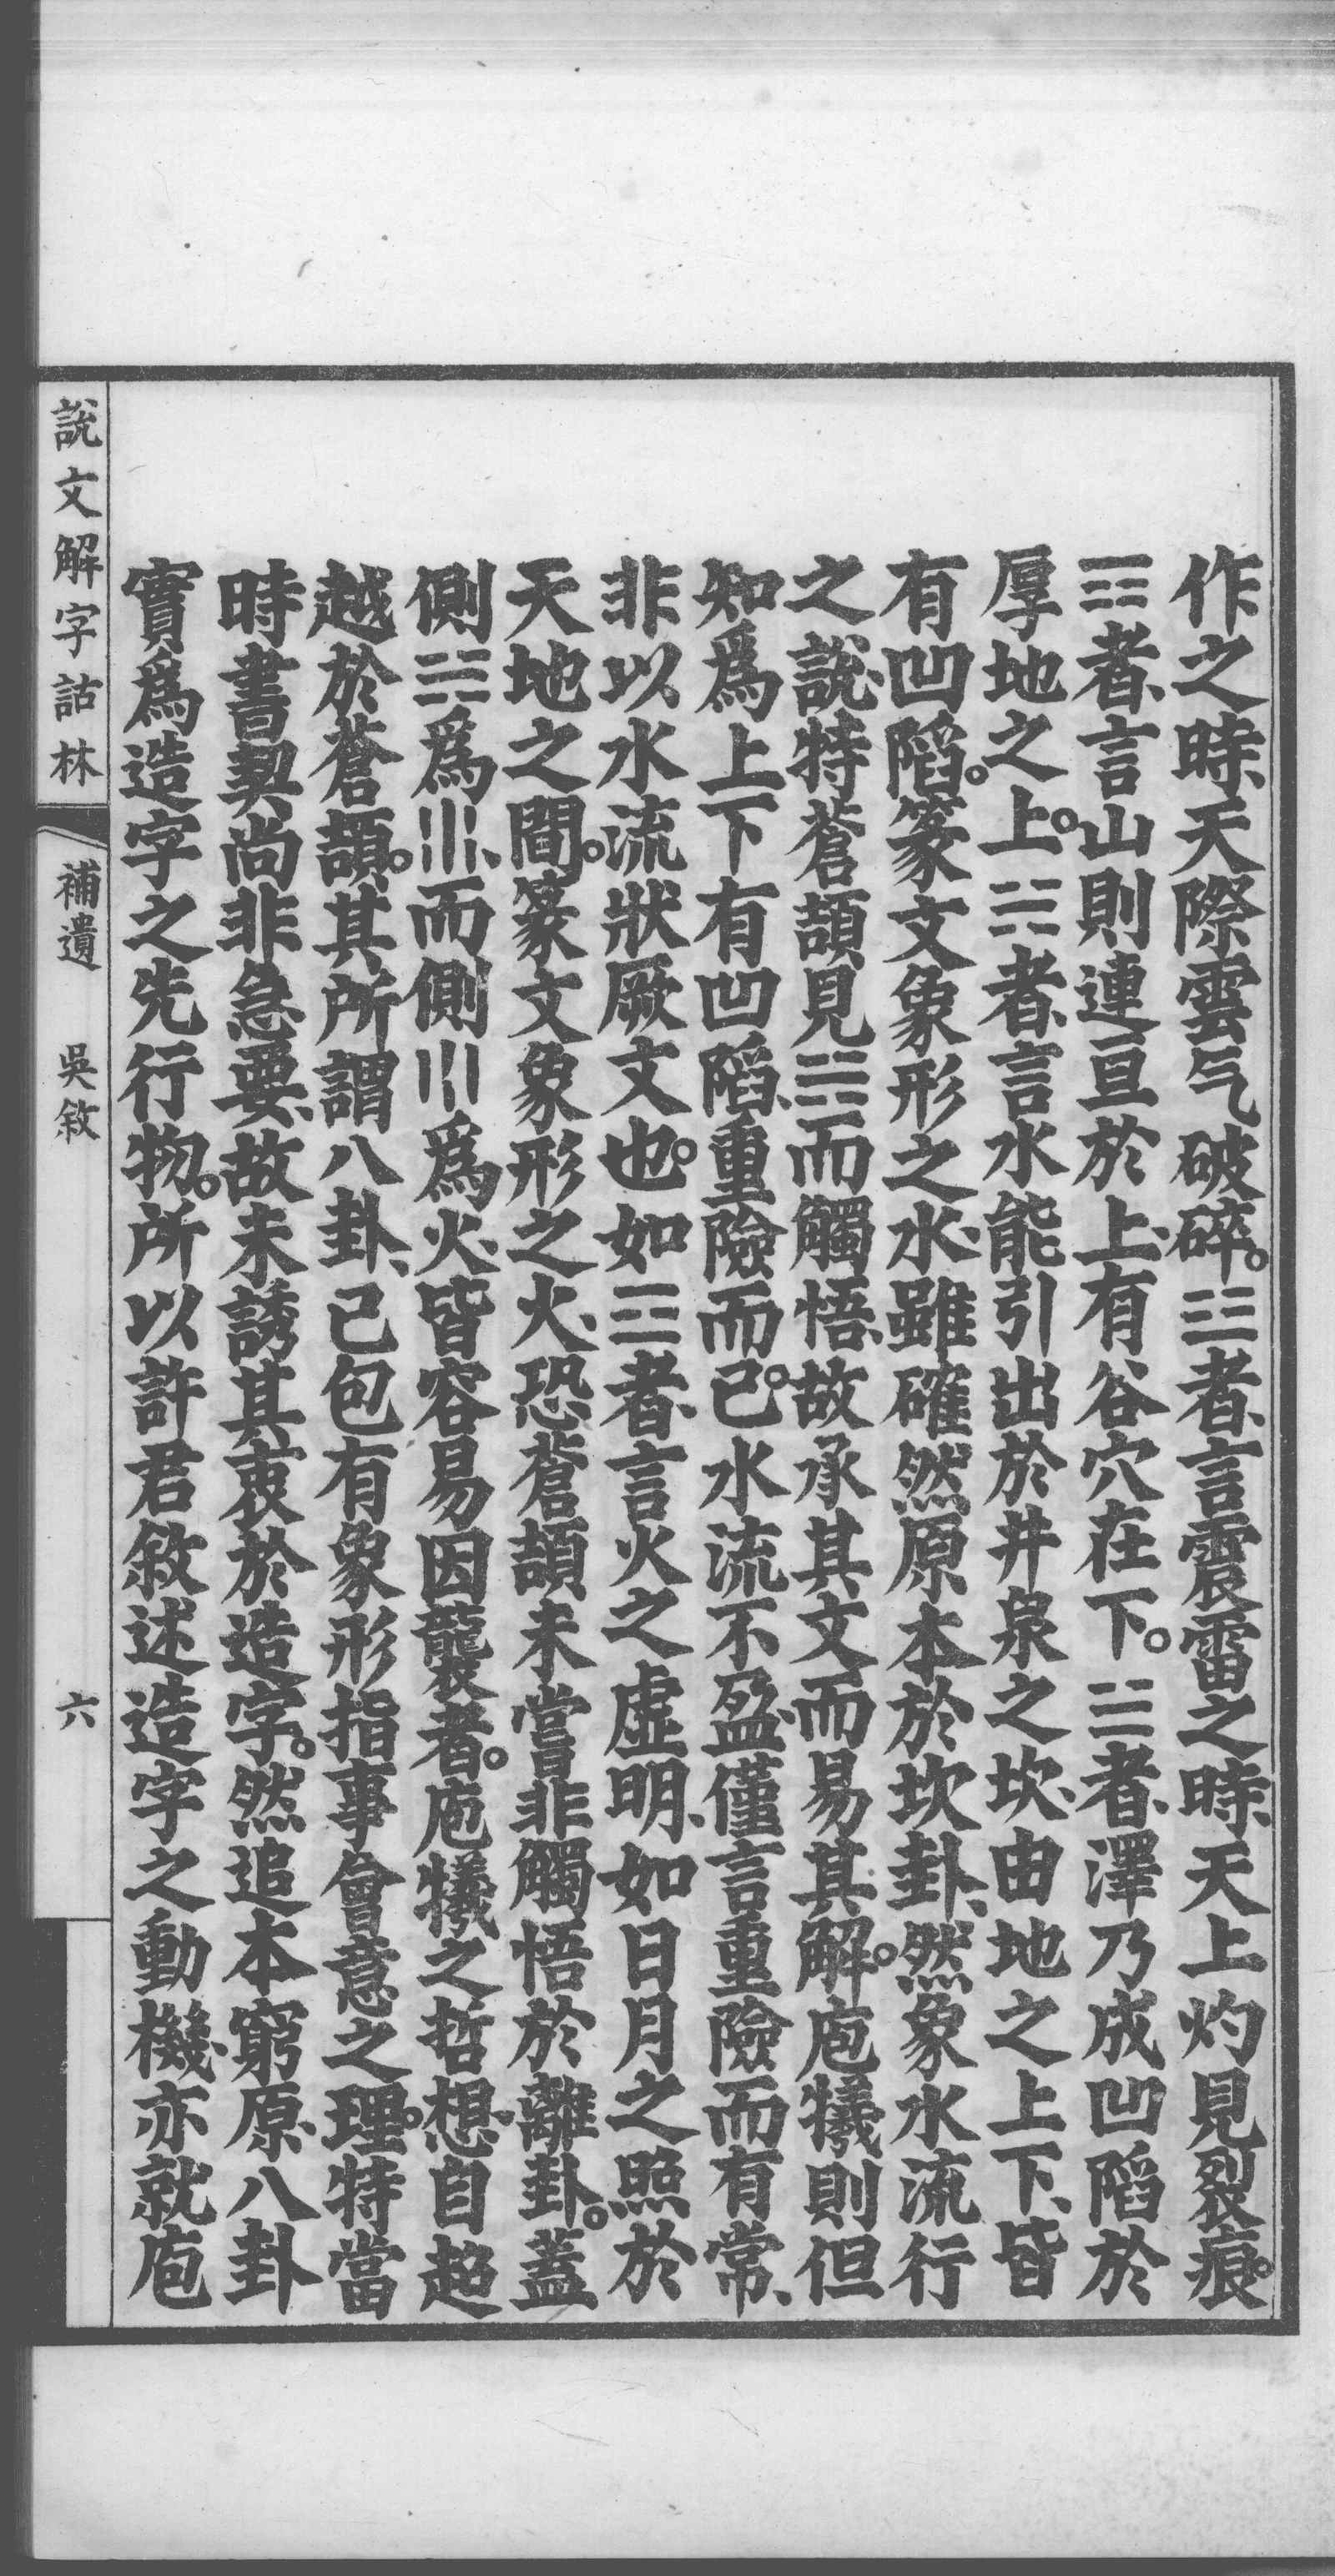 作之時、天際雲气破碎。☳者、言震雷之時、天上灼見裂痕。
☶者、言山則連亘於上、有谷穴在下。☱者、澤乃成凹陷於
厚地之上。☵者、言水能引出於井泉之坎、由地之上下、皆
有凹陷。篆文象形之水、雖確然原本於坎卦、然象水流行
之說、特蒼頡見☵而觸悟、故承其文而易其解。庖犧則但
知爲上下有凹陷、重險而已。水流不盈、僅言重險而有常、
非以水流狀厥文也。如☲者、言火之虛明、如日月之照於
天地之間。篆文象形之火、恐蒼頡未嘗非觸悟於離卦。蓋
側☵爲、而側爲火、皆容易因襲者。庖犧之哲想、自超
越於蒼頡。其所謂八卦、已包有象形指事會意之理。特當
時書契尚非急要、故未誘其衷於造字。然追本窮原、八卦
實爲造字之先行物。所以許君敘述造字之動機、亦就庖
說文解字詁林
補遺　吳敘
六